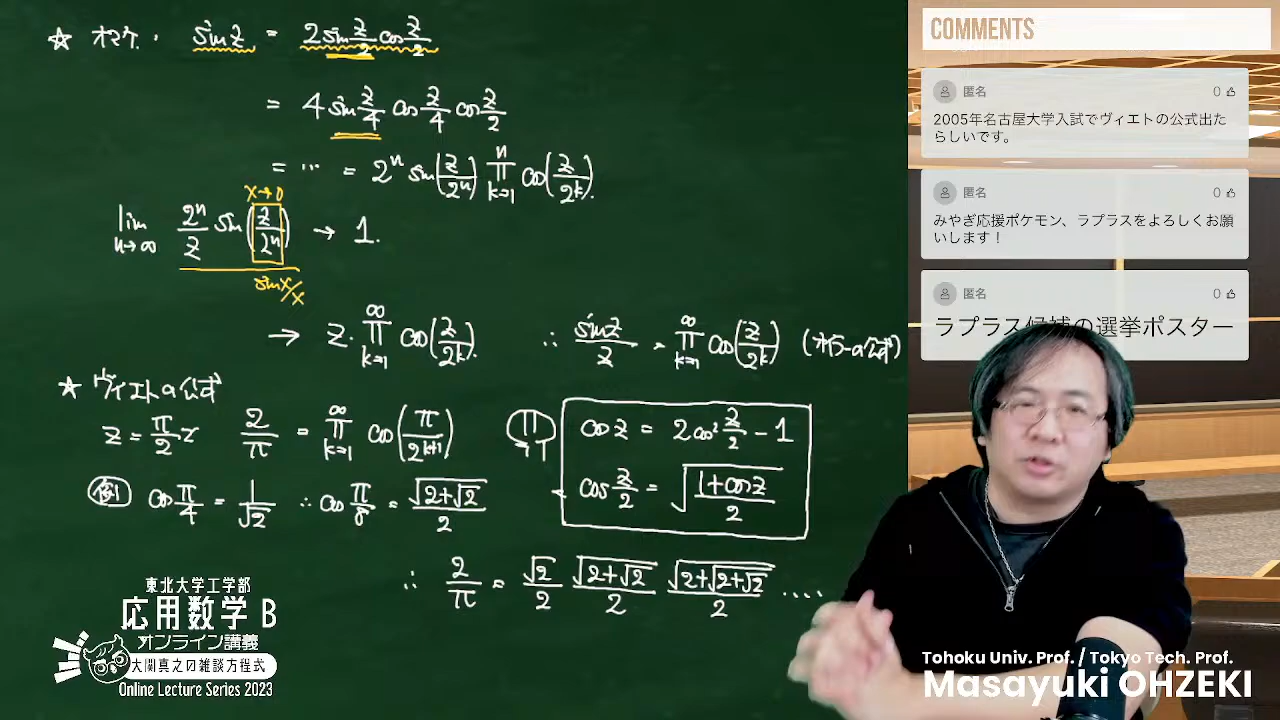 ★ オマケ. sin z = 2 sin z/2 cos z/2
= 4 sin z/4 cos z/4 cos z/2
= … = 2^n sin(z/2^n) ∏_{k=1}^{n} cos(z/2^k).
x→0
lim_{n→∞} 2^n/z sin(z/2^n) → 1.
sin x/x
→ z·∏_{k=1}^{∞} cos(z/2^k). ∴ sin z/z = ∏_{k=1}^{∞} cos(z/2^k) (オイラーの公式)
★ ヴィエトの公式
z = π/2 で 2/π = ∏_{k=1}^{∞} cos(π/2^{k+1})
cos z = 2cos² z/2 − 1
cos z/2 = √((1+cos z)/2)
例 cos π/4 = 1/√2 ∴ cos π/8 = √(2+√2)/2
∴ 2/π = √2/2 √(2+√2)/2 √(2+√(2+√2))/2 ....
東北大学工学部
応用数学 B
オンライン講義
大関真之の雑談方程式
Online Lecture Series 2023
COMMENTS
匿名 0
2005年名古屋大学入試でヴィエトの公式出た
らしいです。
匿名 0
みやぎ応援ポケモン、ラプラスをよろしくお願
いします！
匿名 0
ラプラス候補の選挙ポスター
Tohoku Univ. Prof. / Tokyo Tech. Prof.
Masayuki OHZEKI